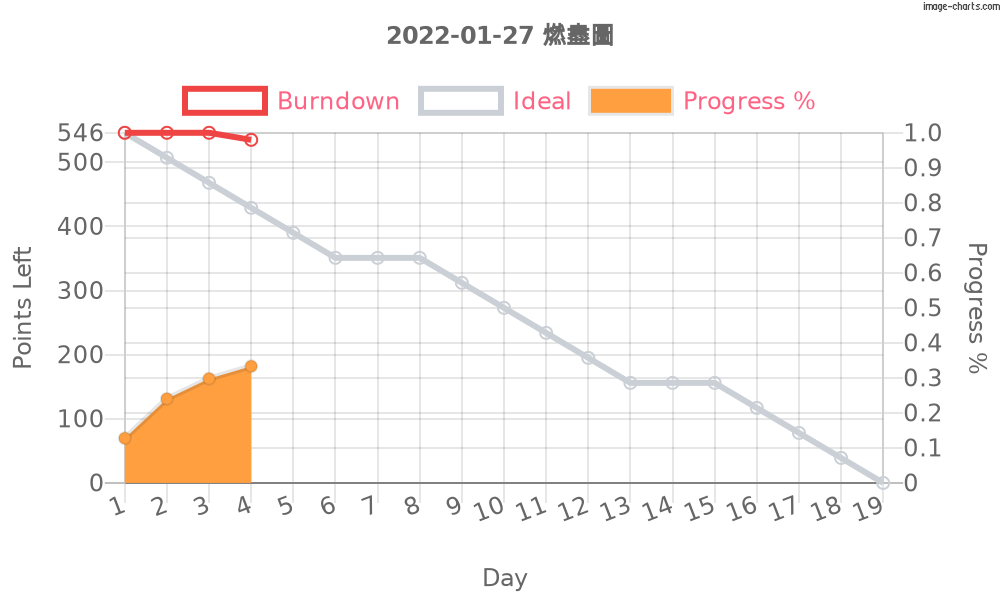 image-charts.com
2022-01-27 燃盡圖
Burndown Ideal Progress %
546 1.0
500 0.9
400 0.8
0.7
300 0.6
0.5
200 0.4
0.3
100 0.2
0.1
0 0
Points Left
Progress %
1 2 3 4 5 6 7 8 9 10 11 12 13 14 15 16 17 18 19
Day